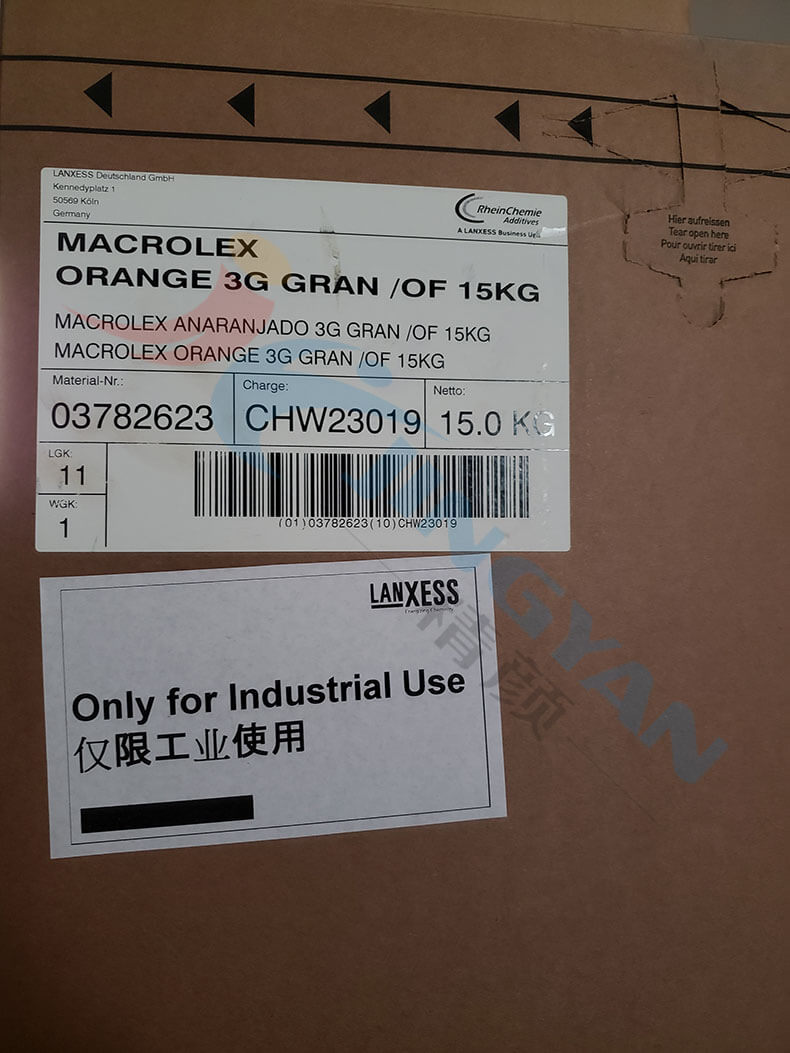 LANXESS Deutschland GmbH
Kennedyplatz 1
50569 Köln
Germany
RheinChemie
Additives
A LANXESS Business Unit
MACROLEX
ORANGE 3G GRAN /OF 15KG
MACROLEX ANARANJADO 3G GRAN /OF 15KG
MACROLEX ORANGE 3G GRAN /OF 15KG
Material-Nr.:
03782623
Charge:
CHW23019
Netto:
15.0 KG
LGK:
11
WGK:
1
(01)03782623(10)CHW23019
Hier aufreissen
Tear open here
Pour ouvrir tirer ici
Aqui tirar
LANXESS
Energizing Chemistry
Only for Industrial Use
仅限工业使用
JINGYAN
精颜